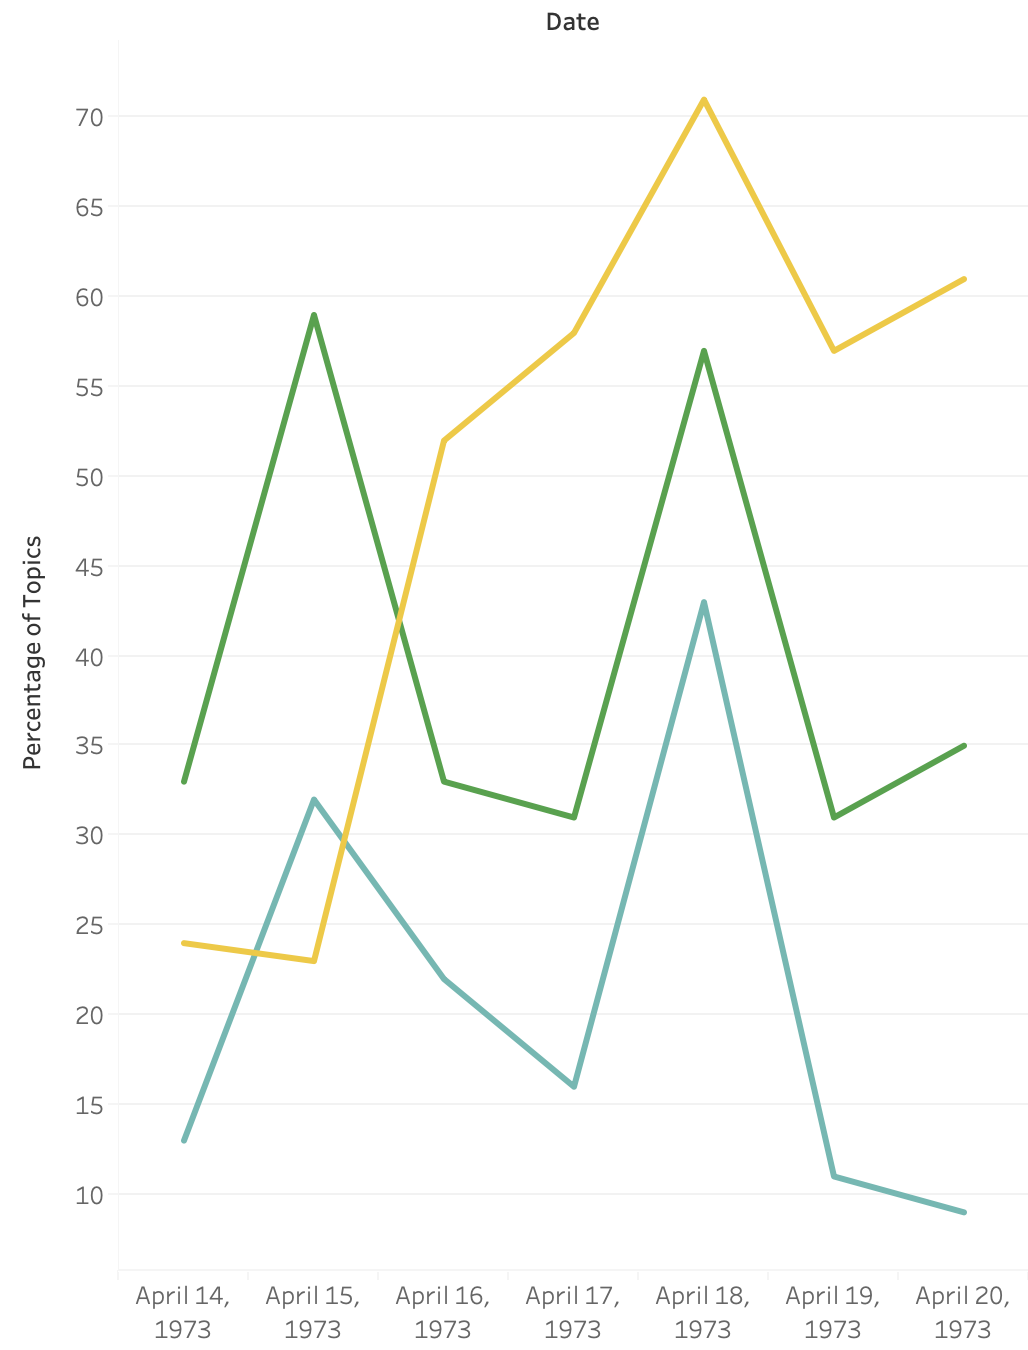 Date
70
65
60
55
50
45
40
35
30
25
20
15
10
Percentage of Topics
April 14, 1973
April 15, 1973
April 16, 1973
April 17, 1973
April 18, 1973
April 19, 1973
April 20, 1973